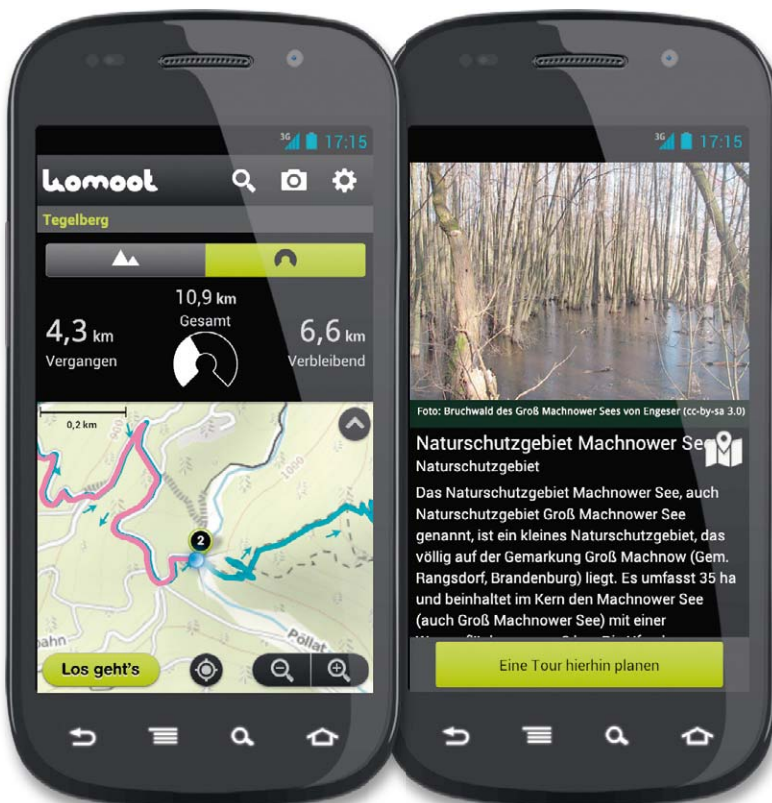 3G 17:15
komoot
Tegelberg
10,9 km
Gesamt
4,3 km
Vergangen
6,6 km
Verbleibend
0,2 km
900
1000
2
bahn
Pöllat
Los geht's
3G 17:15
Foto: Bruchwald des Groß Machnower Sees von Engeser (cc-by-sa 3.0)
Naturschutzgebiet Machnower See
Naturschutzgebiet
Das Naturschutzgebiet Machnower See, auch
Naturschutzgebiet Groß Machnower See
genannt, ist ein kleines Naturschutzgebiet, das
völlig auf der Gemarkung Groß Machnow (Gem.
Rangsdorf, Brandenburg) liegt. Es umfasst 35 ha
und beinhaltet im Kern den Machnower See
(auch Groß Machnower See) mit einer
Eine Tour hierhin planen